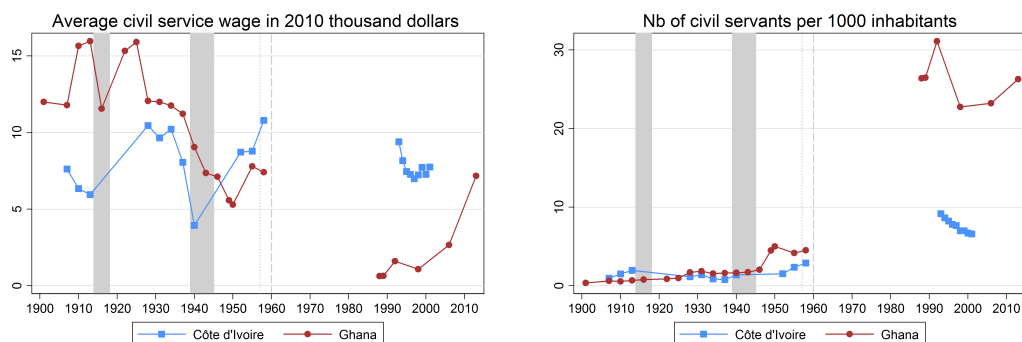 Average civil service wage in 2010 thousand dollars
15
10
5
0
1900 1910 1920 1930 1940 1950 1960 1970 1980 1990 2000 2010
Côte d'Ivoire Ghana
Nb of civil servants per 1000 inhabitants
30
20
10
0
1900 1910 1920 1930 1940 1950 1960 1970 1980 1990 2000 2010
Côte d'Ivoire Ghana